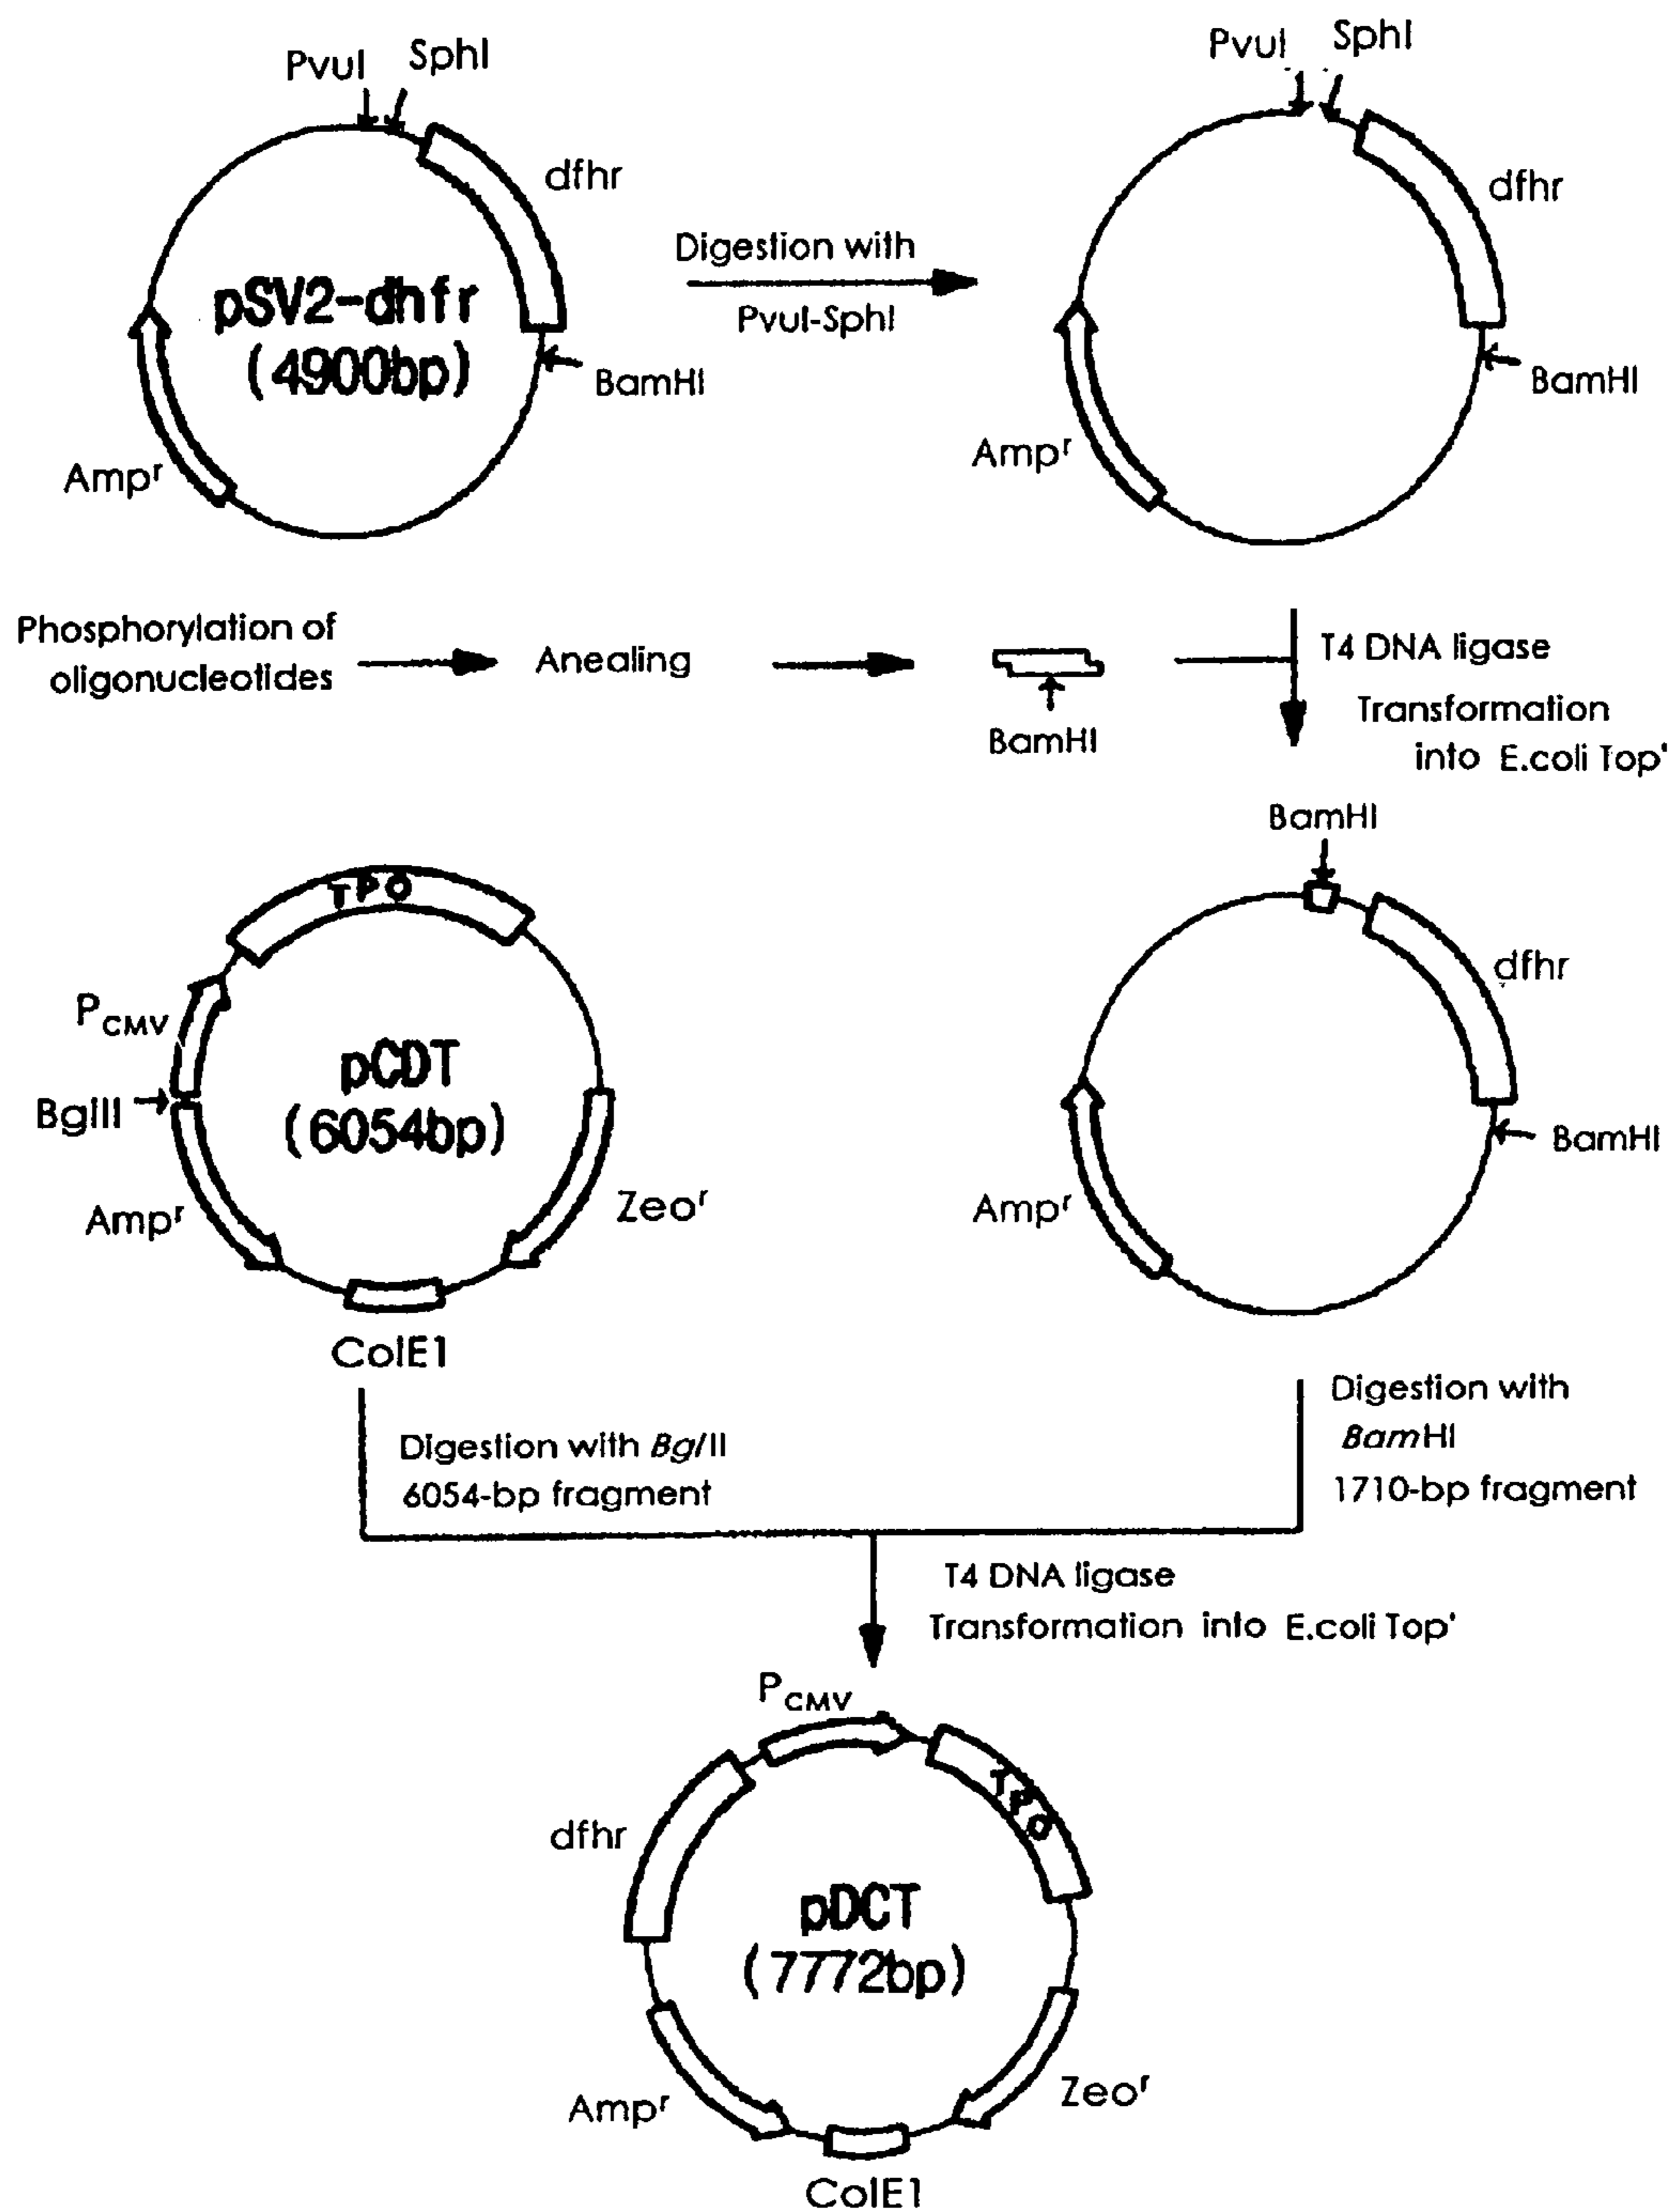 PvuI
SphI
dfhr
pSV2-dhfr
(4900bp)
BamHI
Ampʳ
Digestion with
PvuI-SphI
PvuI
SphI
dfhr
BamHI
Ampʳ
Phosphorylation of
oligonucleotides
Anealing
BamHI
T4 DNA ligase
Transformation
into E.coli Top'
TPO
P_CMV
pCDT
(6054bp)
BglII
Ampʳ
Zeoʳ
ColE1
BamHI
dfhr
BamHI
Ampʳ
Digestion with BglII
6054-bp fragment
Digestion with
BamHI
1710-bp fragment
T4 DNA ligase
Transformation into E.coli Top'
P_CMV
TPO
dfhr
pDCT
(7772bp)
Ampʳ
Zeoʳ
ColE1